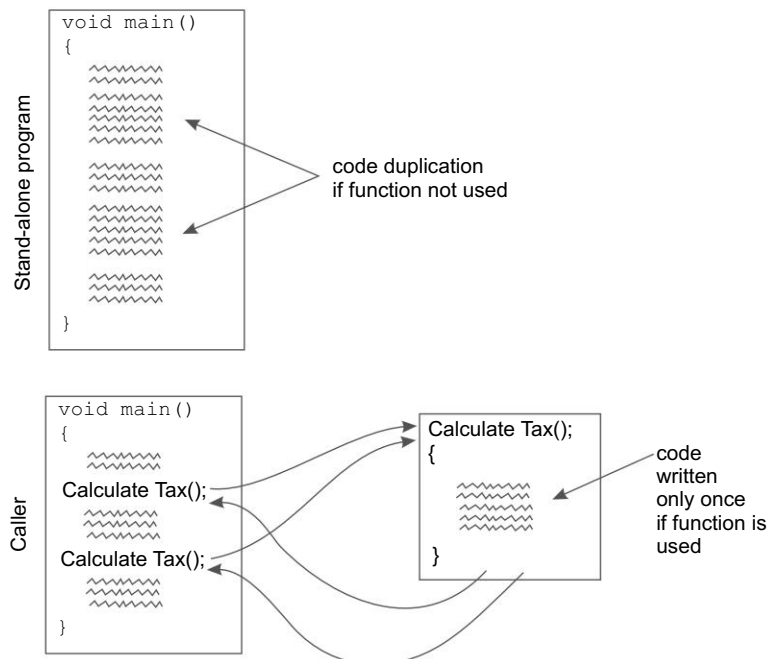 Stand-alone program
void main()
{
}
code duplication
if function not used
Caller
void main()
{
Calculate Tax();
Calculate Tax();
}
Calculate Tax();
{
}
code
written
only once
if function is
used